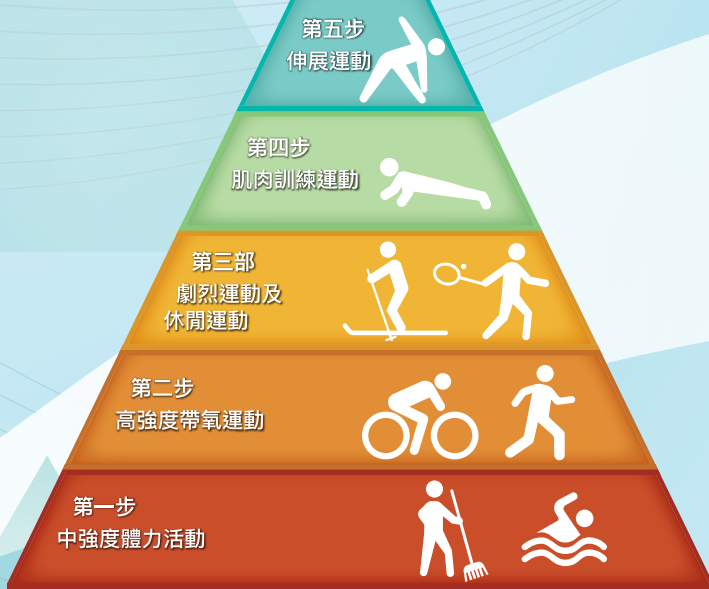 第五步
伸展運動
第四步
肌肉訓練運動
第三部
劇烈運動及
休閒運動
第二步
高強度帶氧運動
第一步
中強度體力活動